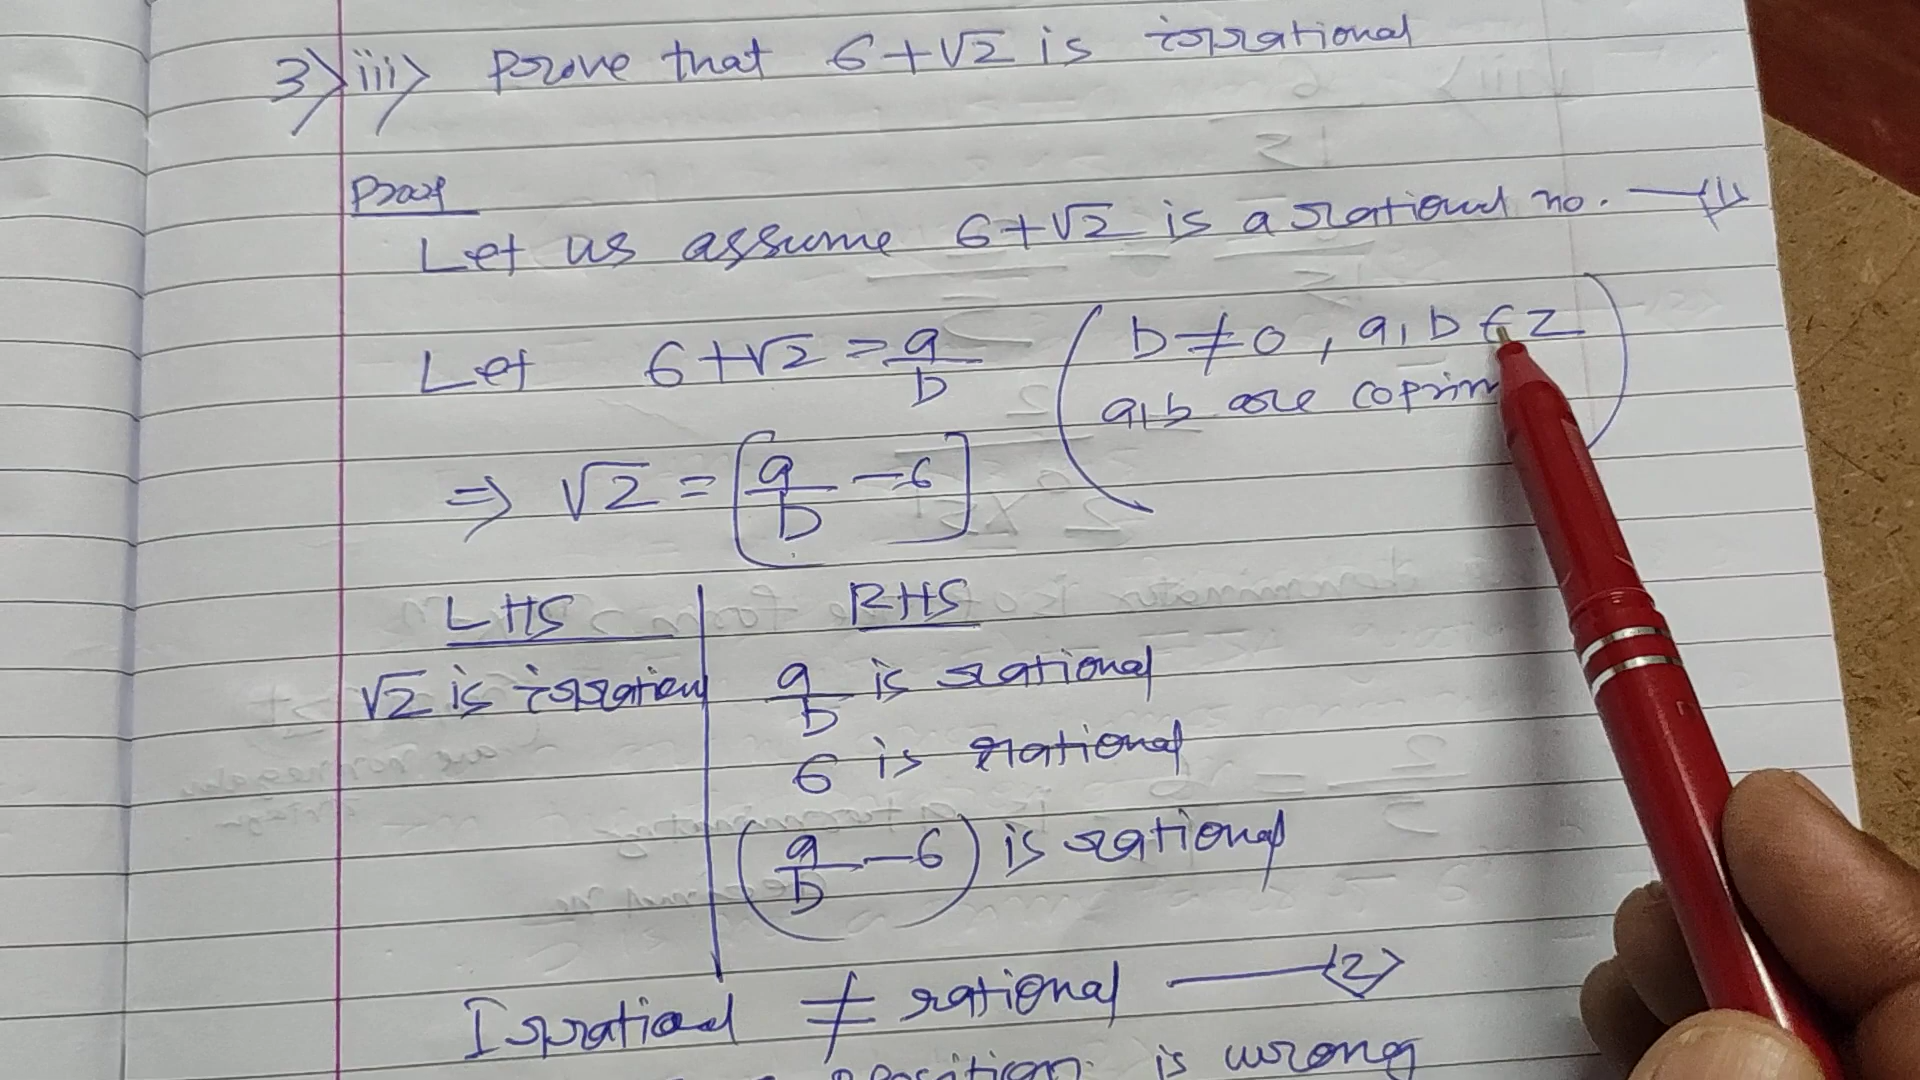 3) iii) Prove that 6+√2 is irrational
Proof
Let us assume 6+√2 is a rational no. —(1)
Let 6+√2 = a/b (b≠0, a,b ∈ Z
a,b are coprim)
⇒ √2 = [a/b - 6]
LHS RHS
√2 is irration a/b is rational
6 is rational
(a/b - 6) is rational
Irrational ≠ rational —(2)
is wrong